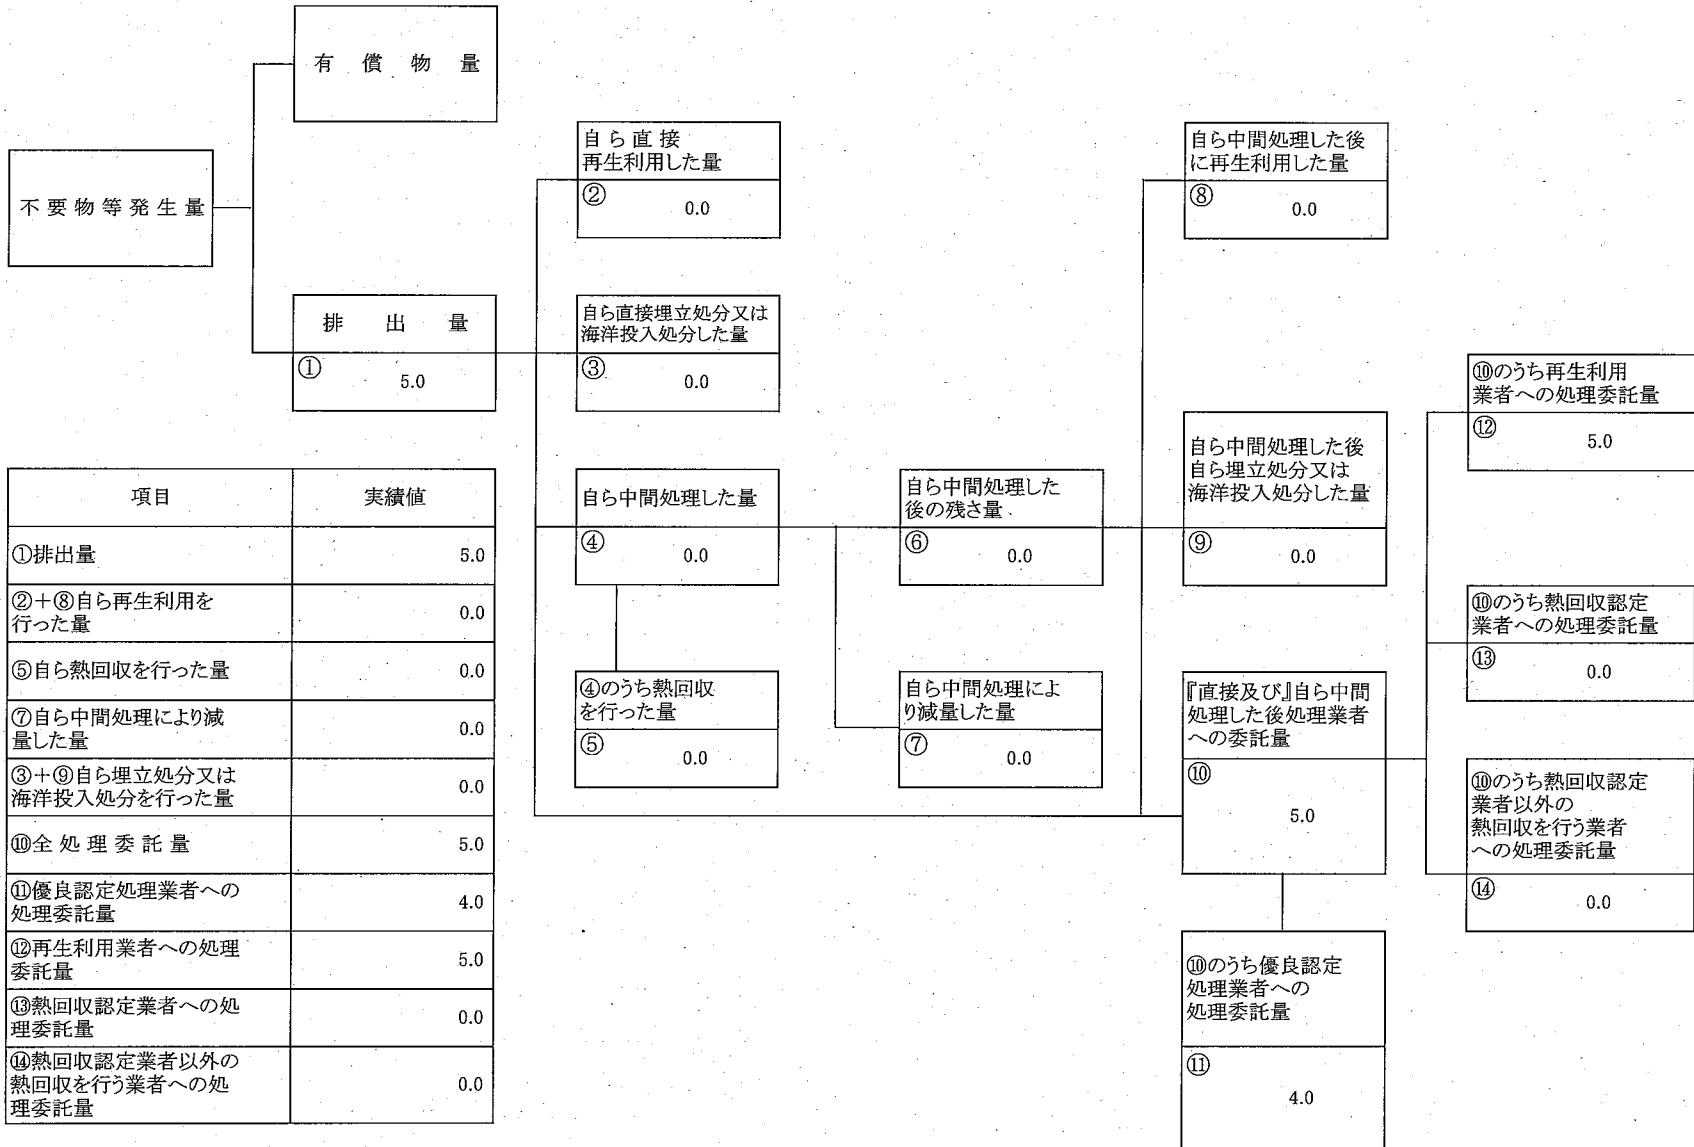 有償物量
不要物等発生量
排出量
①
5.0
自ら直接
再生利用した量
②
0.0
自ら直接埋立処分又は
海洋投入処分した量
③
0.0
自ら中間処理した量
④
0.0
④のうち熱回収
を行った量
⑤
0.0
自ら中間処理した
後の残さ量
⑥
0.0
自ら中間処理によ
り減量した量
⑦
0.0
自ら中間処理した後
に再生利用した量
⑧
0.0
自ら中間処理した後
自ら埋立処分又は
海洋投入処分した量
⑨
0.0
『直接及び』自ら中間
処理した後処理業者
への委託量
⑩
5.0
⑩のうち優良認定
処理業者への
処理委託量
⑪
4.0
⑩のうち再生利用
業者への処理委託量
⑫
5.0
⑩のうち熱回収認定
業者への処理委託量
⑬
0.0
⑩のうち熱回収認定
業者以外の
熱回収を行う業者
への処理委託量
⑭
0.0
項目 実績値
①排出量 5.0
②+⑧自ら再生利用を
行った量 0.0
⑤自ら熱回収を行った量 0.0
⑦自ら中間処理により減
量した量 0.0
③+⑨自ら埋立処分又は
海洋投入処分を行った量 0.0
⑩全処理委託量 5.0
⑪優良認定処理業者への
処理委託量 4.0
⑫再生利用業者への処理
委託量 5.0
⑬熱回収認定業者への処
理委託量 0.0
⑭熱回収認定業者以外の
熱回収を行う業者への処
理委託量 0.0